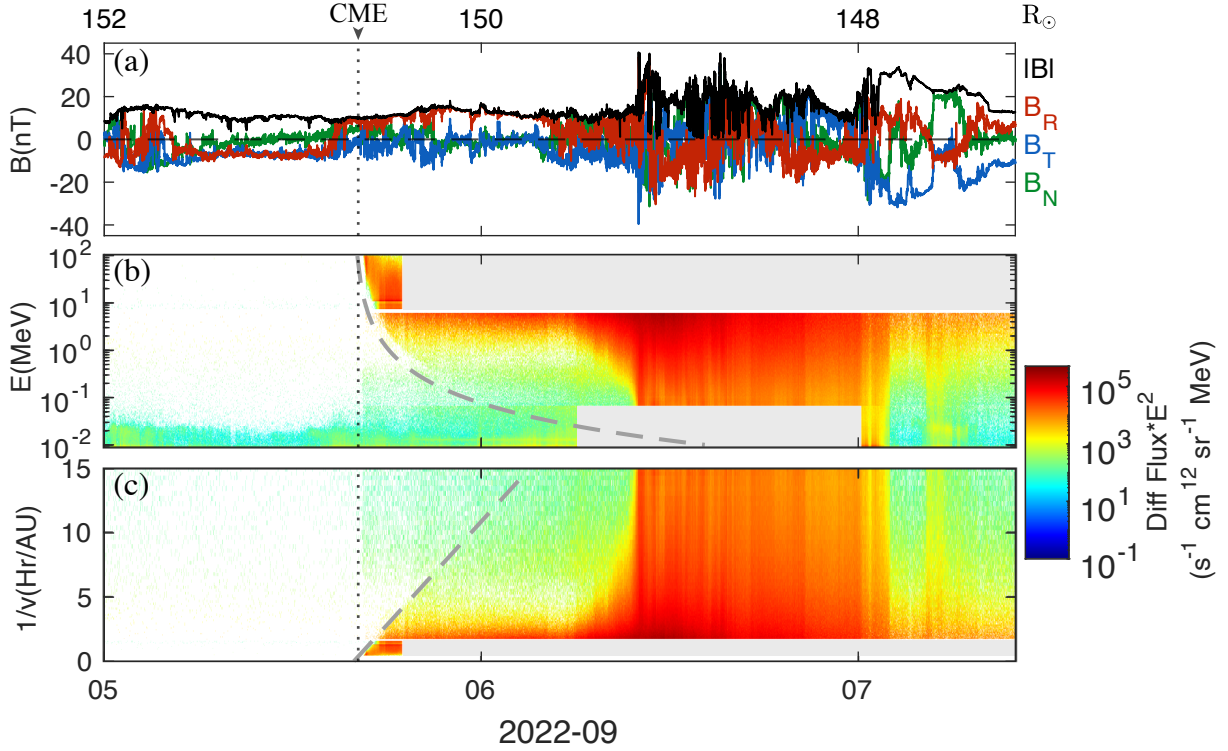 152 CME 150 148 R☉
(a)
40
20
0
-20
-40
B(nT)
|B|
B_R
B_T
B_N
(b)
10^2
10^1
10^0
10^-1
10^-2
E(MeV)
(c)
15
10
5
0
1/v(Hr/AU)
05 06 07
2022-09
10^5
10^3
10^1
10^-1
Diff Flux*E^2
(s^-1 cm^12 sr^-1 MeV)